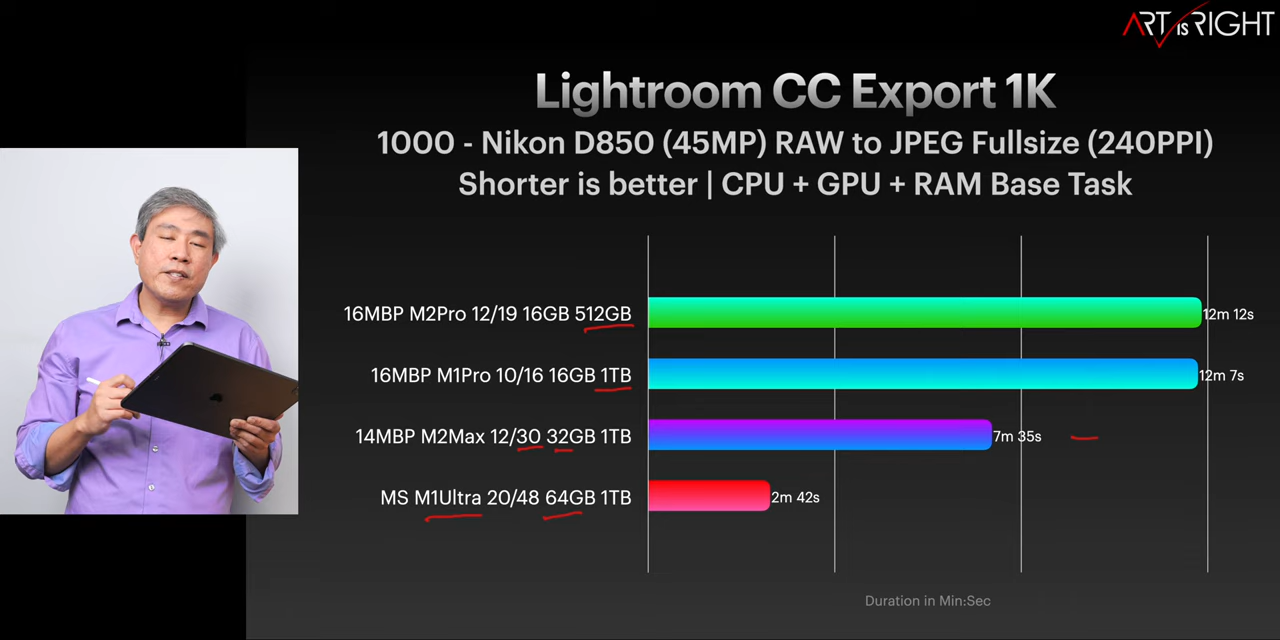 ART is RIGHT
Lightroom CC Export 1K
1000 - Nikon D850 (45MP) RAW to JPEG Fullsize (240PPI)
Shorter is better | CPU + GPU + RAM Base Task
16MBP M2Pro 12/19 16GB 512GB 12m 12s
16MBP M1Pro 10/16 16GB 1TB 12m 7s
14MBP M2Max 12/30 32GB 1TB 7m 35s
MS M1Ultra 20/48 64GB 1TB 2m 42s
Duration in Min:Sec